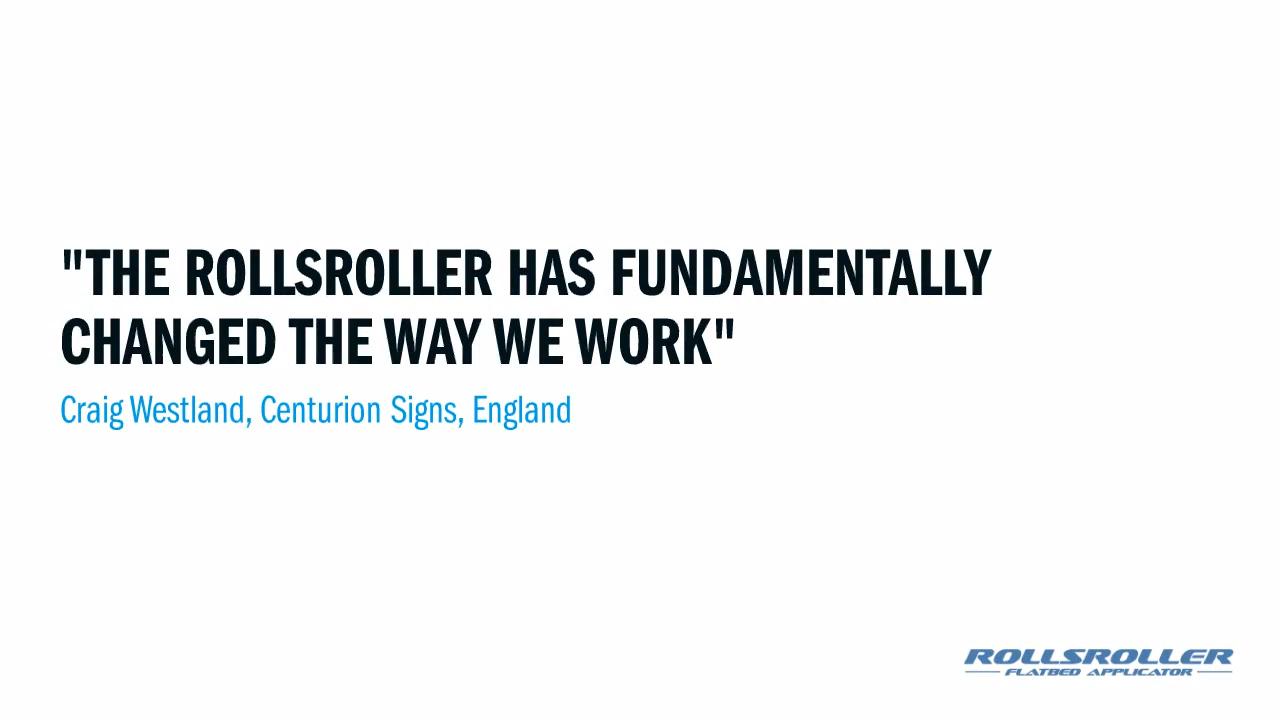 "THE ROLLSROLLER HAS FUNDAMENTALLY
CHANGED THE WAY WE WORK"
Craig Westland, Centurion Signs, England
ROLLSROLLER
FLATBED APPLICATOR